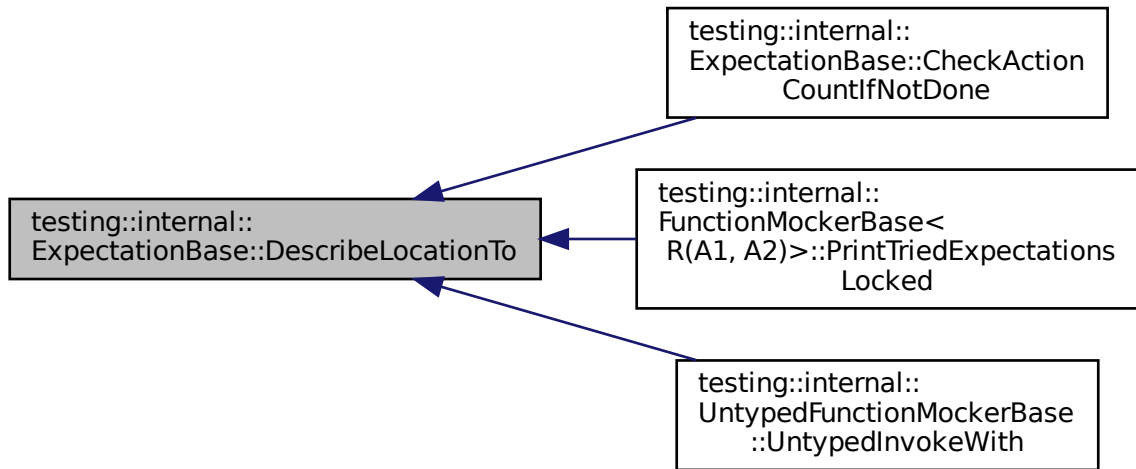 testing::internal::
ExpectationBase::CheckAction
CountIfNotDone
testing::internal::
ExpectationBase::DescribeLocationTo
testing::internal::
FunctionMockerBase<
R(A1, A2)>::PrintTriedExpectations
Locked
testing::internal::
UntypedFunctionMockerBase
::UntypedInvokeWith